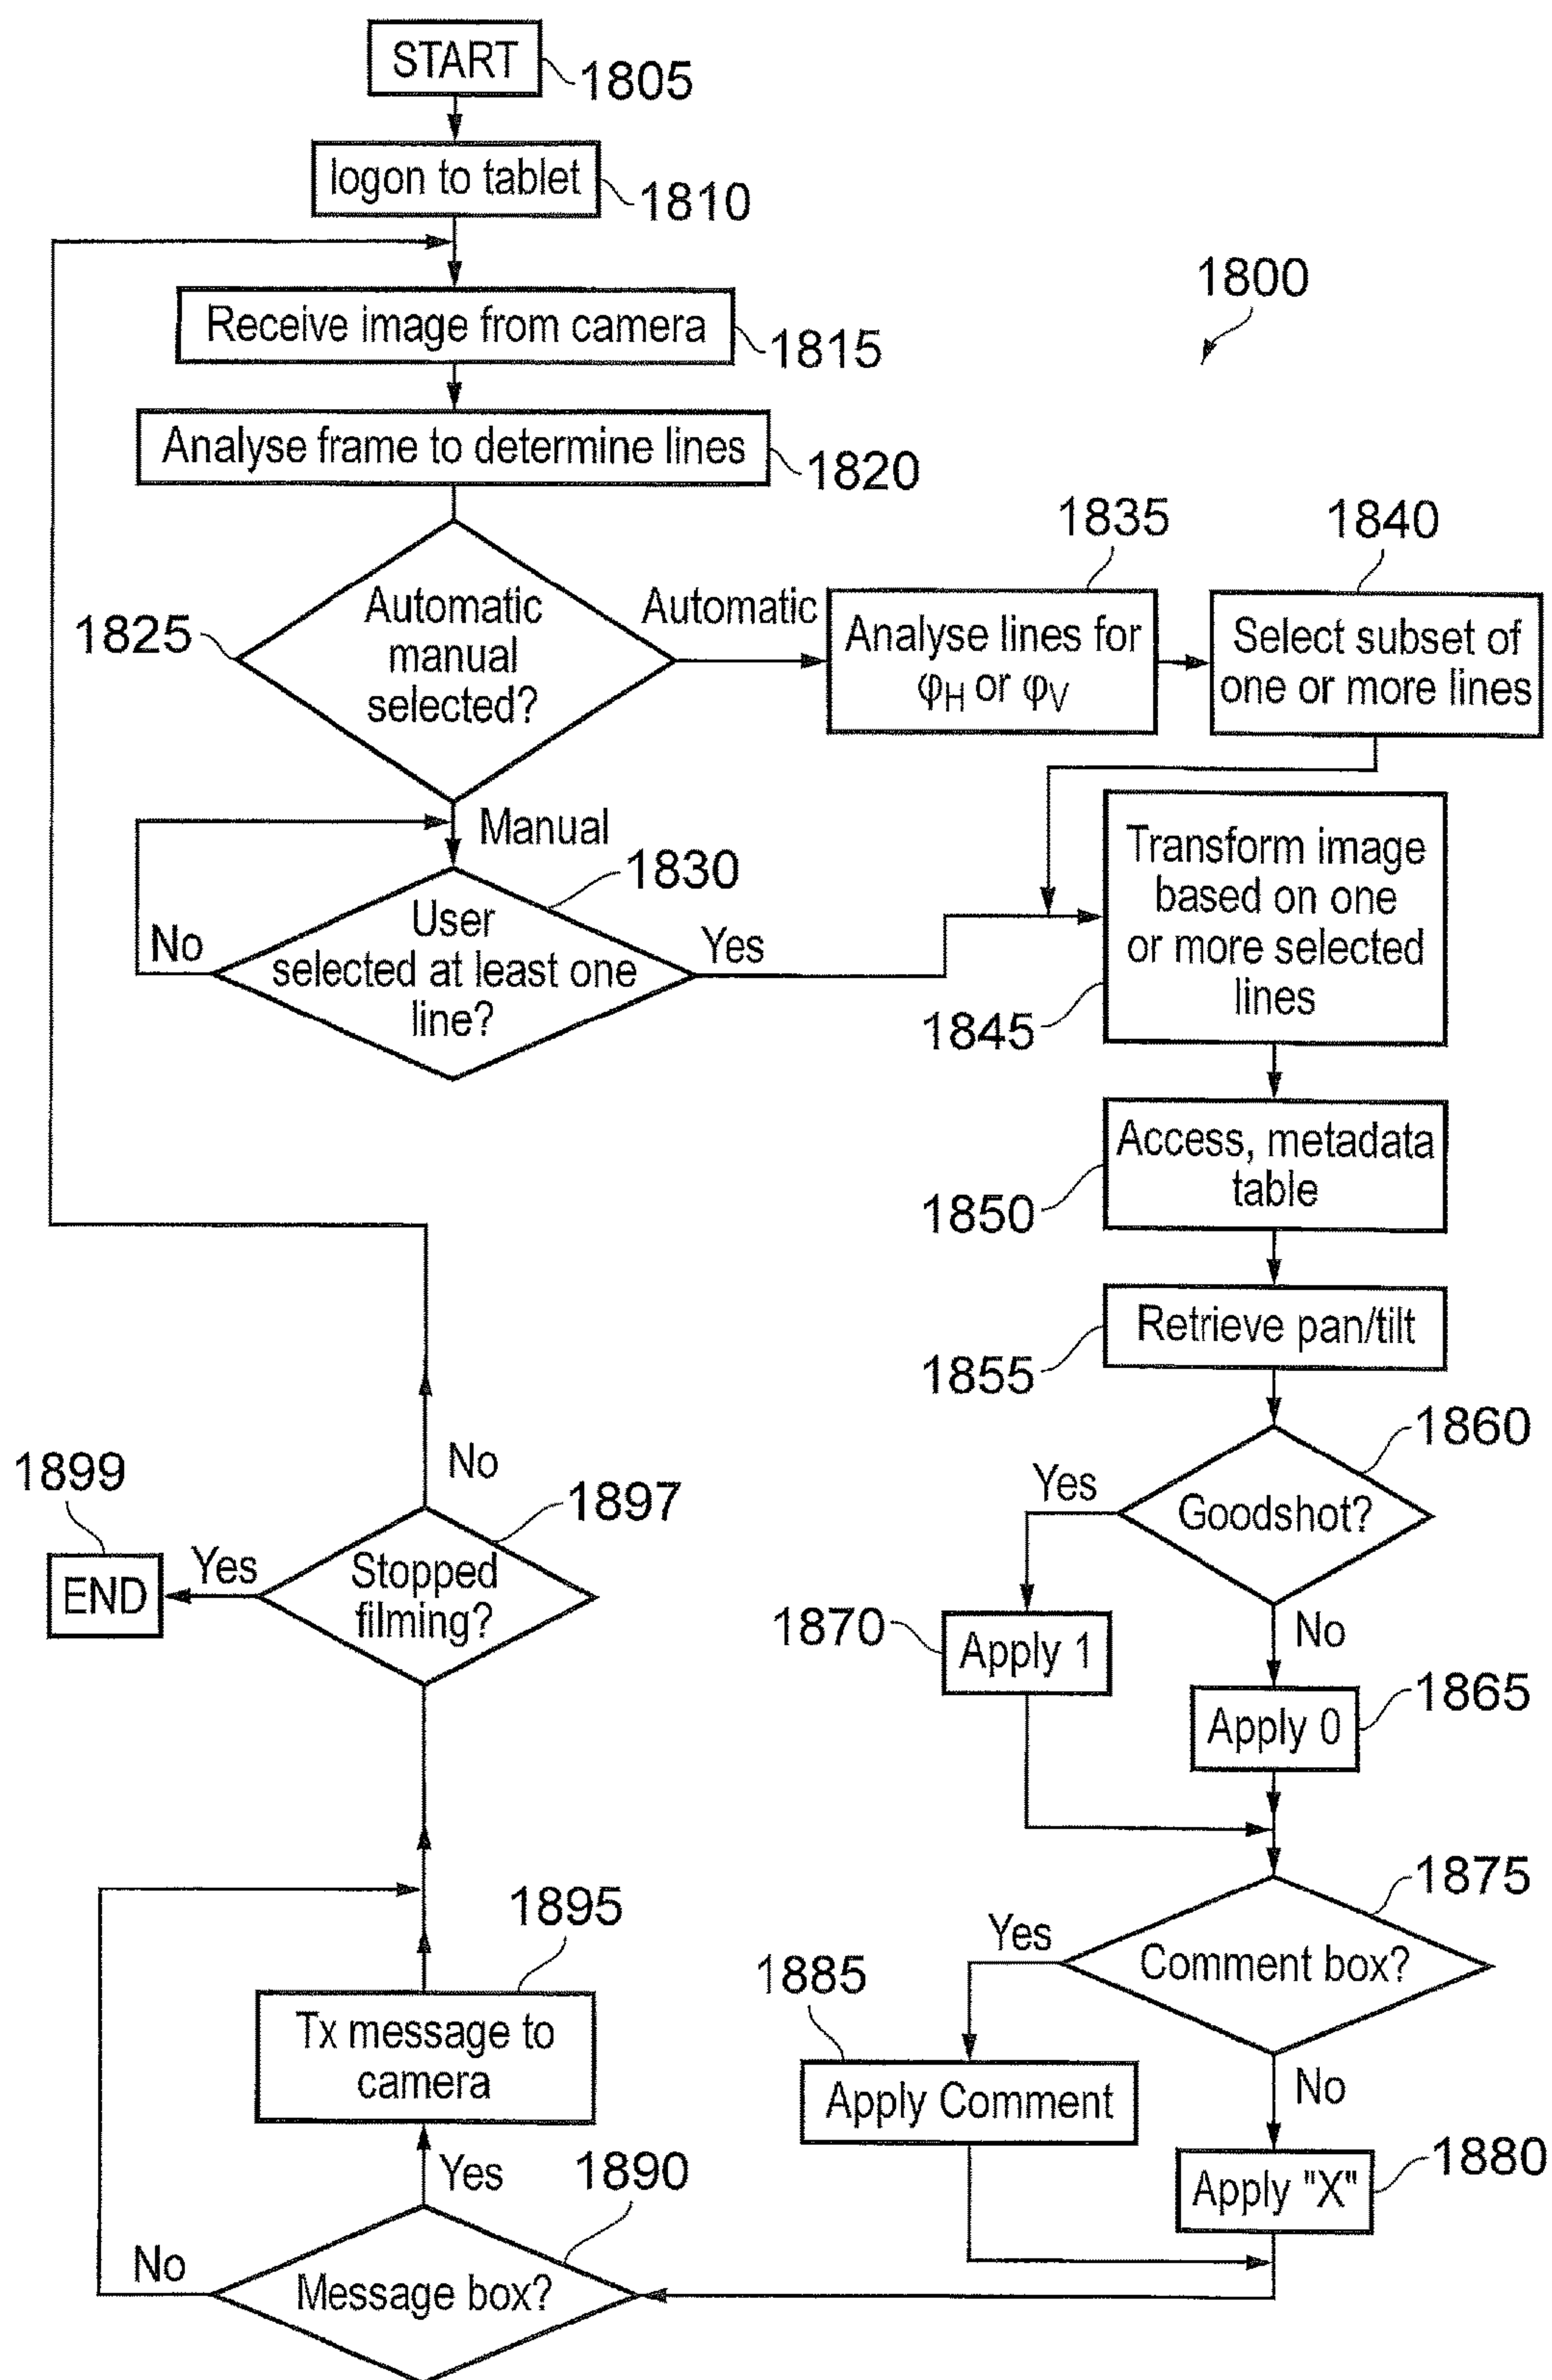 START
1805
logon to tablet
1810
1800
Receive image from camera
1815
Analyse frame to determine lines
1820
1835
1840
1825
Automatic
manual
selected?
Automatic
Analyse lines for
φH or φV
Select subset of
one or more lines
Manual
1830
User
selected at least one
line?
No
Yes
Transform image
based on one
or more selected
lines
1845
Access, metadata
table
1850
Retrieve pan/tilt
1855
1860
Goodshot?
Yes
No
1870
Apply 1
1865
Apply 0
1875
Comment box?
Yes
No
1885
Apply Comment
1880
Apply "X"
1890
Message box?
No
Yes
1895
Tx message to
camera
1897
Stopped
filming?
No
Yes
1899
END